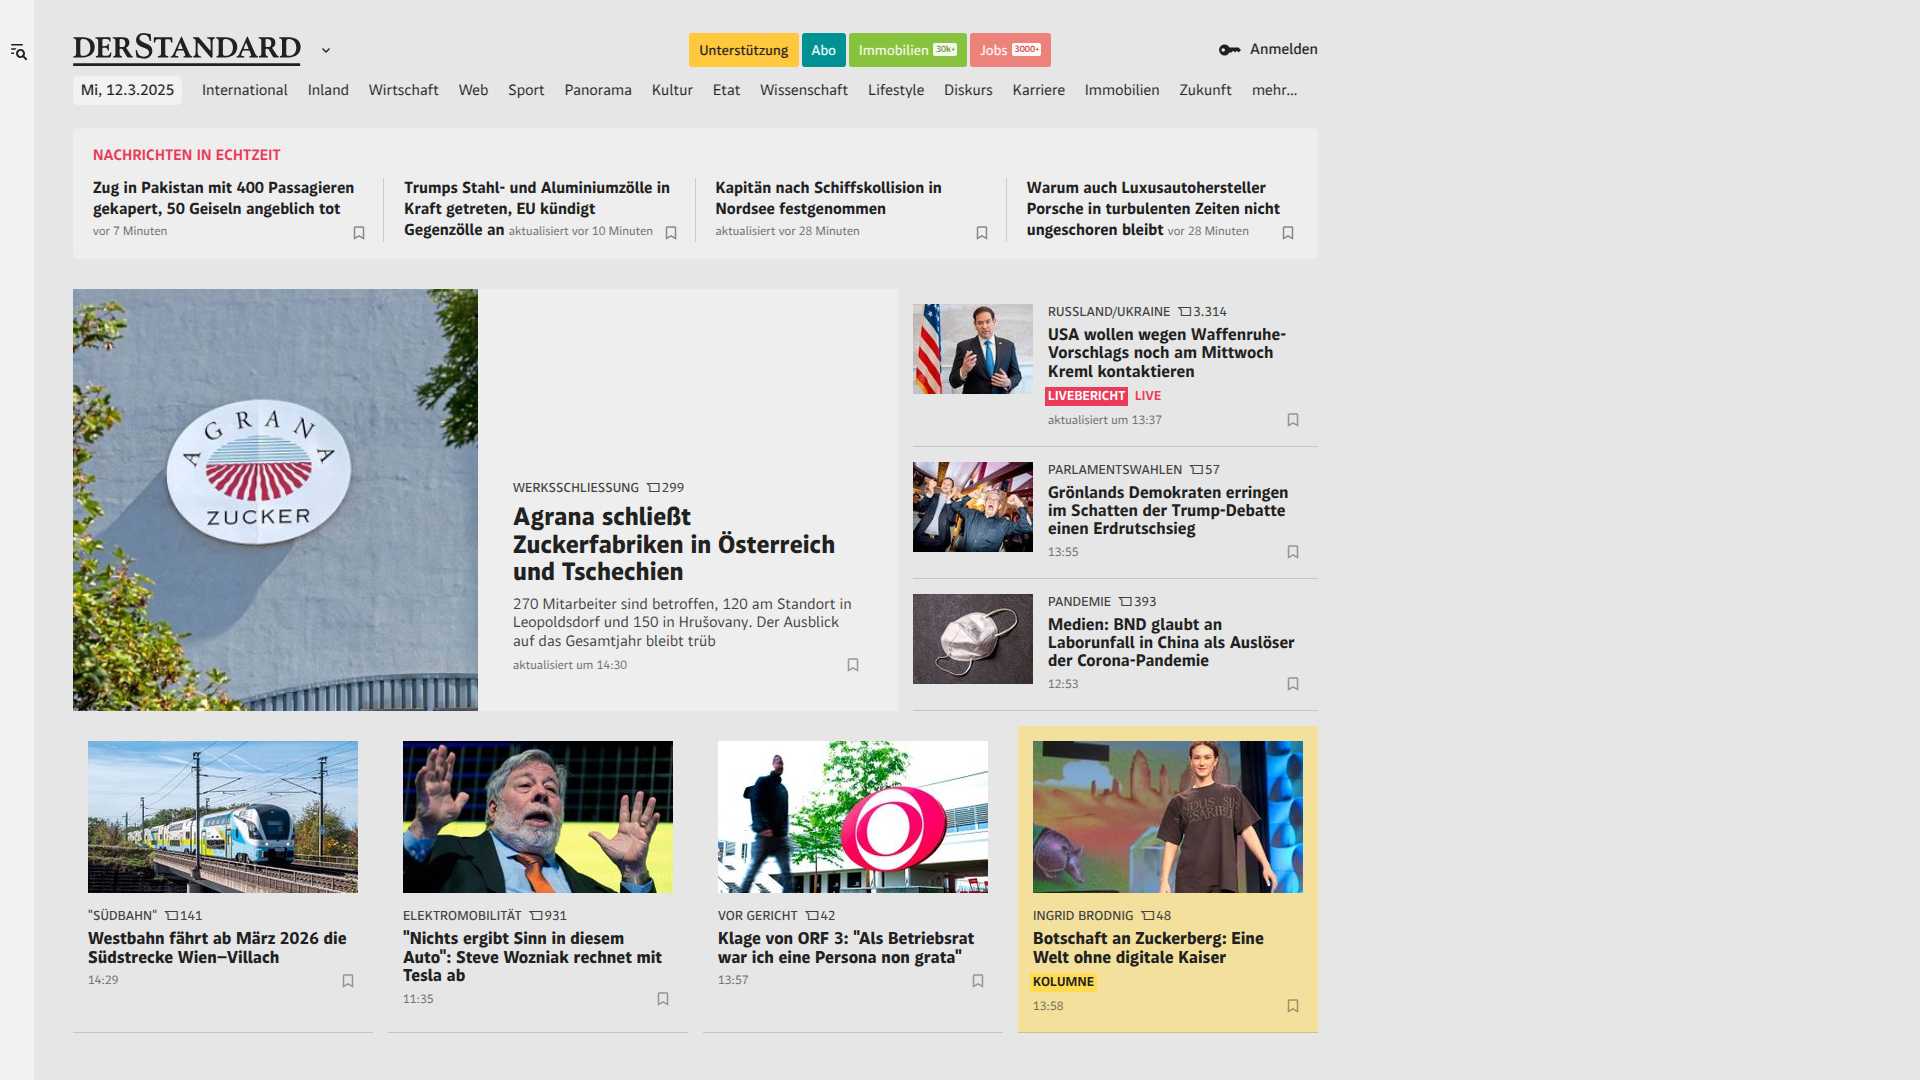 DERSTANDARD
Unterstützung
Abo
Immobilien 30k+
Jobs 3000+
Anmelden
Mi, 12.3.2025 International Inland Wirtschaft Web Sport Panorama Kultur Etat Wissenschaft Lifestyle Diskurs Karriere Immobilien Zukunft mehr...
NACHRICHTEN IN ECHTZEIT
Zug in Pakistan mit 400 Passagieren
gekapert, 50 Geiseln angeblich tot
vor 7 Minuten
Trumps Stahl- und Aluminiumzölle in
Kraft getreten, EU kündigt
Gegenzölle an aktualisiert vor 10 Minuten
Kapitän nach Schiffskollision in
Nordsee festgenommen
aktualisiert vor 28 Minuten
Warum auch Luxusautohersteller
Porsche in turbulenten Zeiten nicht
ungeschoren bleibt vor 28 Minuten
AGRANA
ZUCKER
WERKSSCHLIESSUNG 299
Agrana schließt
Zuckerfabriken in Österreich
und Tschechien
270 Mitarbeiter sind betroffen, 120 am Standort in
Leopoldsdorf und 150 in Hrušovany. Der Ausblick
auf das Gesamtjahr bleibt trüb
aktualisiert um 14:30
RUSSLAND/UKRAINE 3.314
USA wollen wegen Waffenruhe-
Vorschlags noch am Mittwoch
Kreml kontaktieren
LIVEBERICHT LIVE
aktualisiert um 13:37
PARLAMENTSWAHLEN 57
Grönlands Demokraten erringen
im Schatten der Trump-Debatte
einen Erdrutschsieg
13:55
PANDEMIE 393
Medien: BND glaubt an
Laborunfall in China als Auslöser
der Corona-Pandemie
12:53
"SÜDBAHN" 141
Westbahn fährt ab März 2026 die
Südstrecke Wien–Villach
14:29
ELEKTROMOBILITÄT 931
"Nichts ergibt Sinn in diesem
Auto": Steve Wozniak rechnet mit
Tesla ab
11:35
VOR GERICHT 42
Klage von ORF 3: "Als Betriebsrat
war ich eine Persona non grata"
13:57
INGRID BRODNIG 48
Botschaft an Zuckerberg: Eine
Welt ohne digitale Kaiser
KOLUMNE
13:58